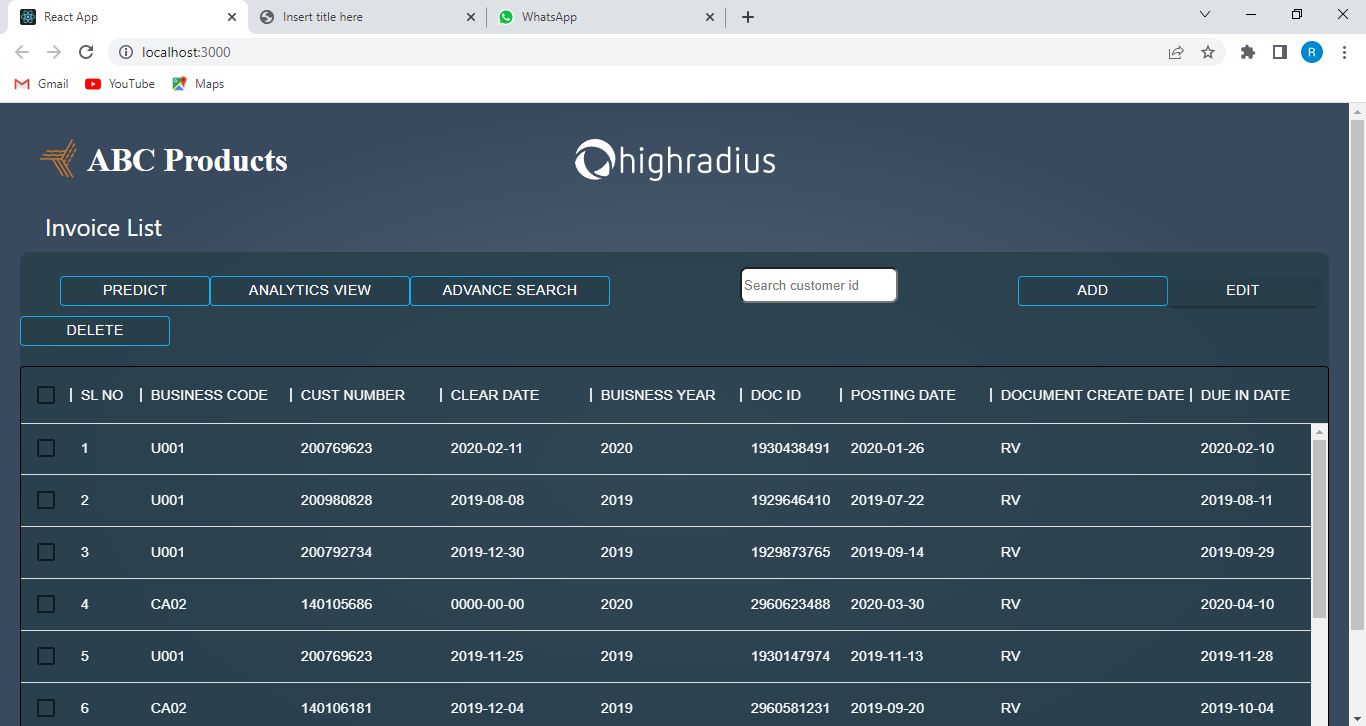 React App
Insert title here
WhatsApp
localhost:3000
R
Gmail YouTube Maps
ABC Products
highradius
Invoice List
PREDICT ANALYTICS VIEW ADVANCE SEARCH Search customer id ADD EDIT
DELETE
SL NO BUSINESS CODE CUST NUMBER CLEAR DATE BUISNESS YEAR DOC ID POSTING DATE DOCUMENT CREATE DATE DUE IN DATE
1 U001 200769623 2020-02-11 2020 1930438491 2020-01-26 RV 2020-02-10
2 U001 200980828 2019-08-08 2019 1929646410 2019-07-22 RV 2019-08-11
3 U001 200792734 2019-12-30 2019 1929873765 2019-09-14 RV 2019-09-29
4 CA02 140105686 0000-00-00 2020 2960623488 2020-03-30 RV 2020-04-10
5 U001 200769623 2019-11-25 2019 1930147974 2019-11-13 RV 2019-11-28
6 CA02 140106181 2019-12-04 2019 2960581231 2019-09-20 RV 2019-10-04